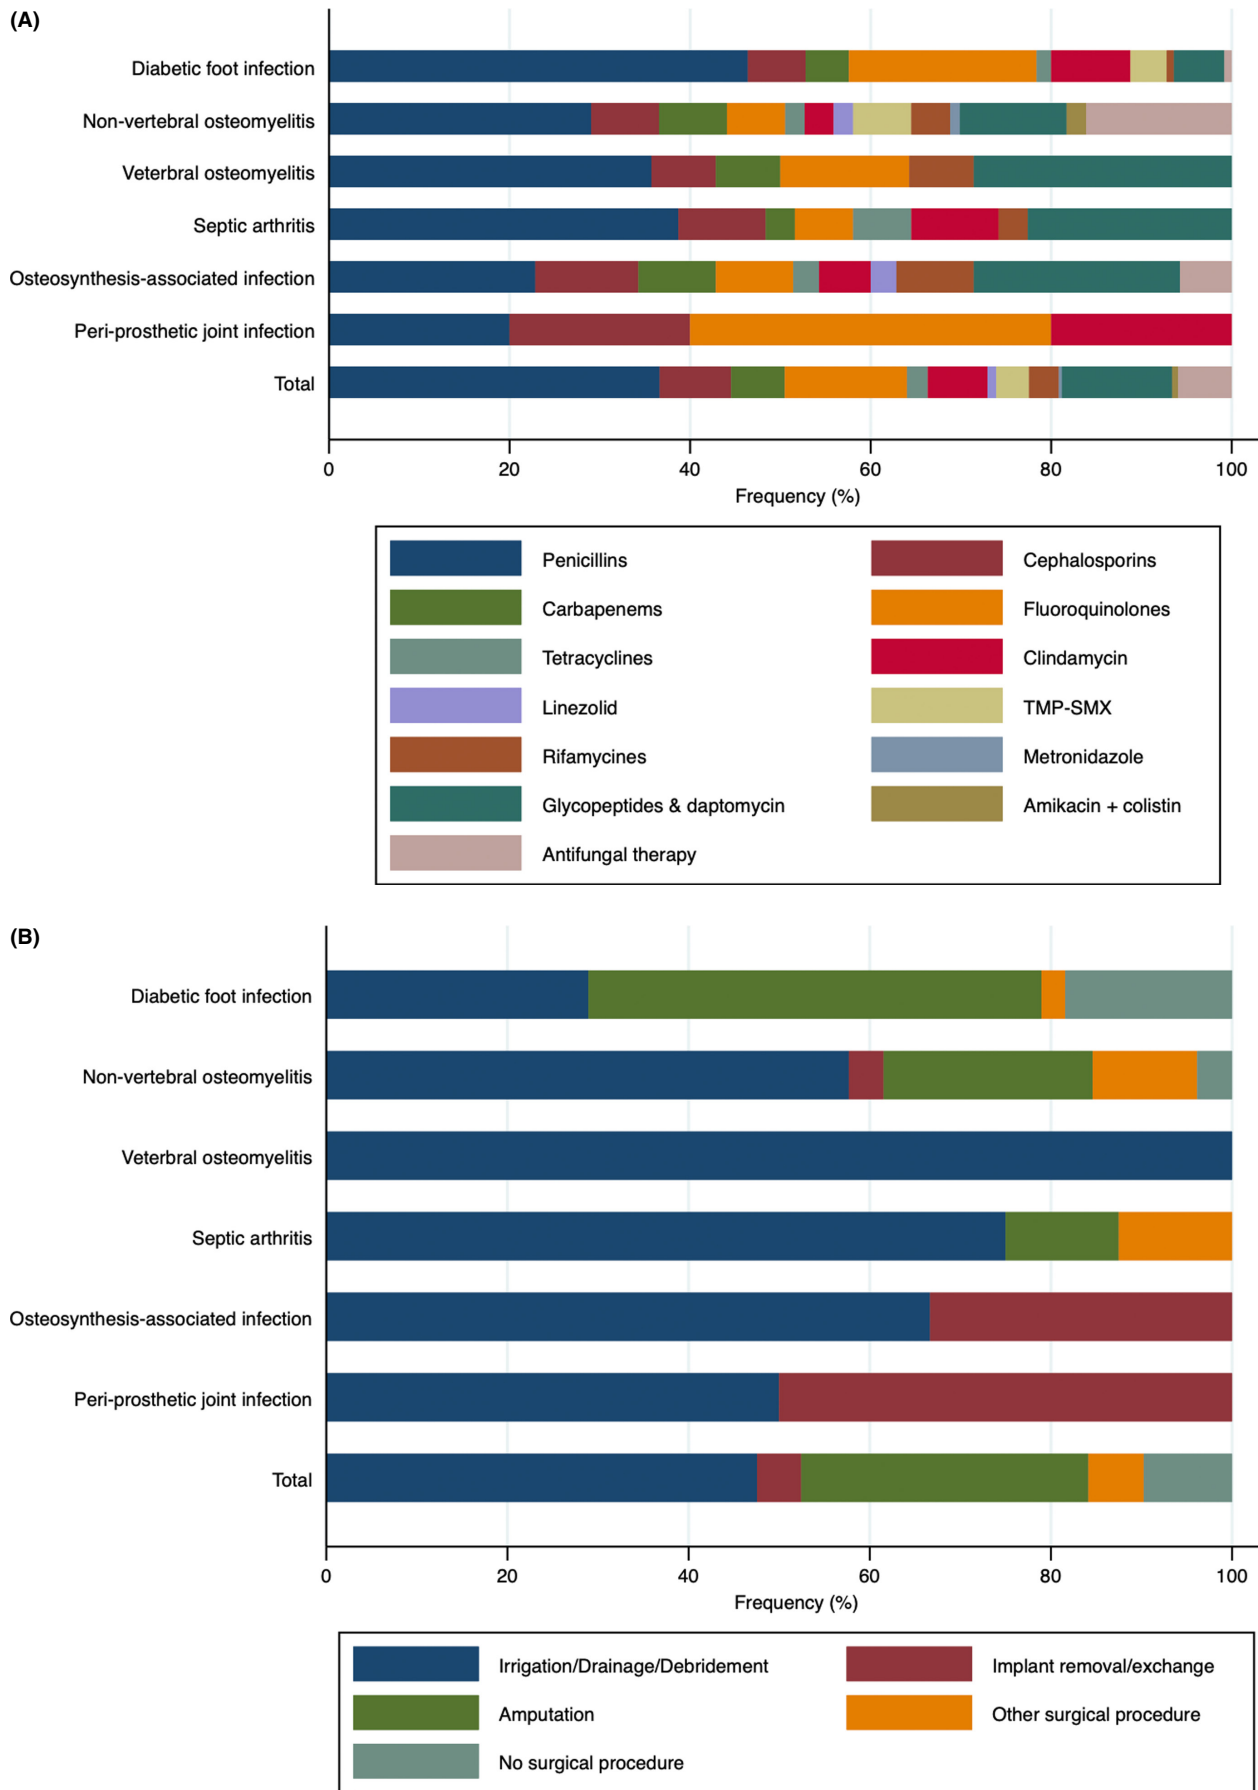 (A)
Diabetic foot infection
Non-vertebral osteomyelitis
Veterbral osteomyelitis
Septic arthritis
Osteosynthesis-associated infection
Peri-prosthetic joint infection
Total
0 20 40 60 80 100
Frequency (%)
Penicillins Cephalosporins
Carbapenems Fluoroquinolones
Tetracyclines Clindamycin
Linezolid TMP-SMX
Rifamycines Metronidazole
Glycopeptides & daptomycin Amikacin + colistin
Antifungal therapy
(B)
Diabetic foot infection
Non-vertebral osteomyelitis
Veterbral osteomyelitis
Septic arthritis
Osteosynthesis-associated infection
Peri-prosthetic joint infection
Total
0 20 40 60 80 100
Frequency (%)
Irrigation/Drainage/Debridement Implant removal/exchange
Amputation Other surgical procedure
No surgical procedure